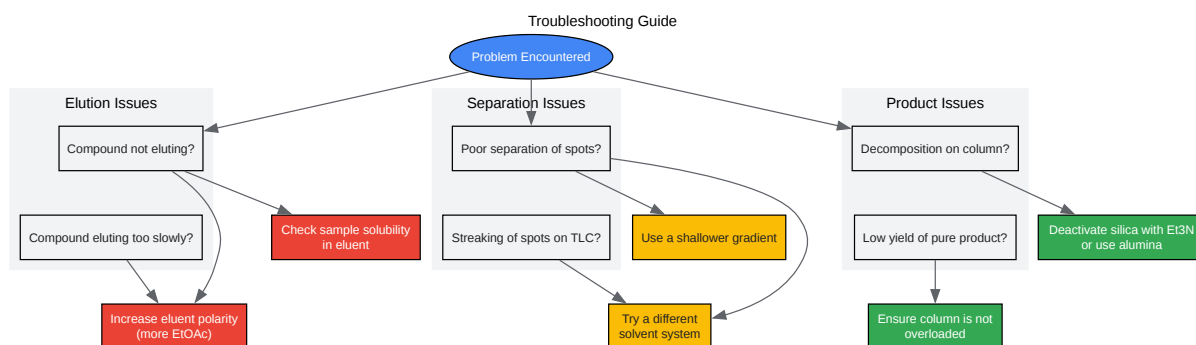 Troubleshooting Guide
Problem Encountered
Elution Issues
Separation Issues
Product Issues
Compound not eluting?
Poor separation of spots?
Decomposition on column?
Compound eluting too slowly?
Check sample solubility
in eluent
Streaking of spots on TLC?
Use a shallower gradient
Low yield of pure product?
Deactivate silica with Et3N
or use alumina
Increase eluent polarity
(more EtOAc)
Try a different
solvent system
Ensure column is not
overloaded